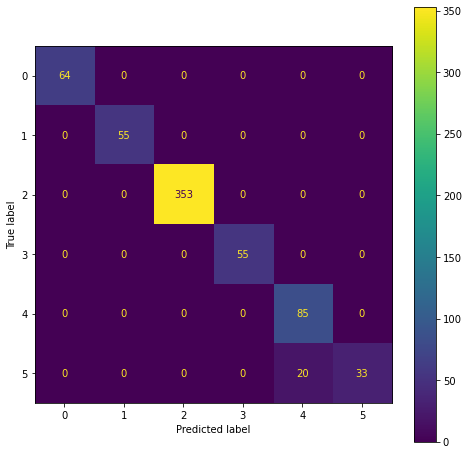 0 64 0 0 0 0 0
1 0 55 0 0 0 0
2 0 0 353 0 0 0
3 0 0 0 55 0 0
4 0 0 0 0 85 0
5 0 0 0 0 20 33
0 1 2 3 4 5
Predicted label
True label
350
300
250
200
150
100
50
0